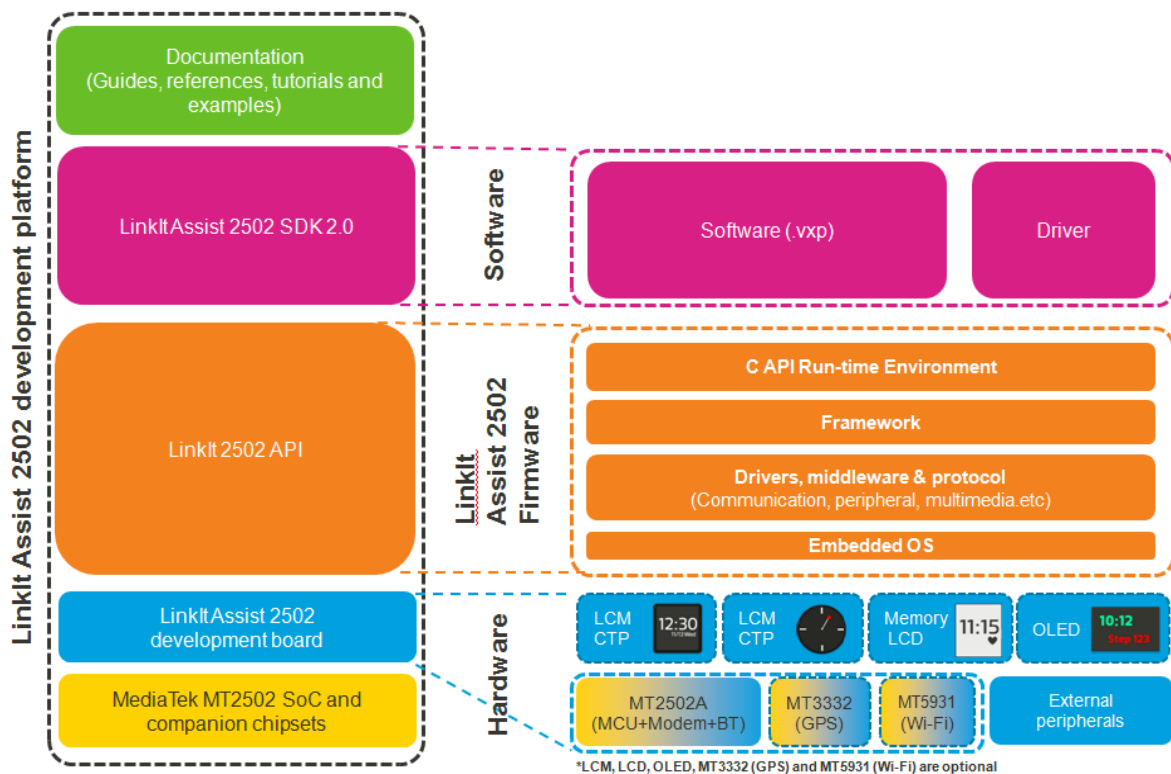 LinkIt Assist 2502 development platform
Documentation
(Guides, references, tutorials and
examples)
LinkIt Assist 2502 SDK 2.0
LinkIt 2502 API
LinkIt Assist 2502
development board
MediaTek MT2502 SoC and
companion chipsets
Software
Software (.vxp)
Driver
LinkIt
Assist 2502
Firmware
C API Run-time Environment
Framework
Drivers, middleware & protocol
(Communication, peripheral, multimedia.etc)
Embedded OS
Hardware
LCM
CTP
12:30
11/12 Wed
LCM
CTP
Memory
LCD
11:15
OLED
10:12
Step 123
MT2502A
(MCU+Modem+BT)
MT3332
(GPS)
MT5931
(Wi-Fi)
External
peripherals
*LCM, LCD, OLED, MT3332 (GPS) and MT5931 (Wi-Fi) are optional